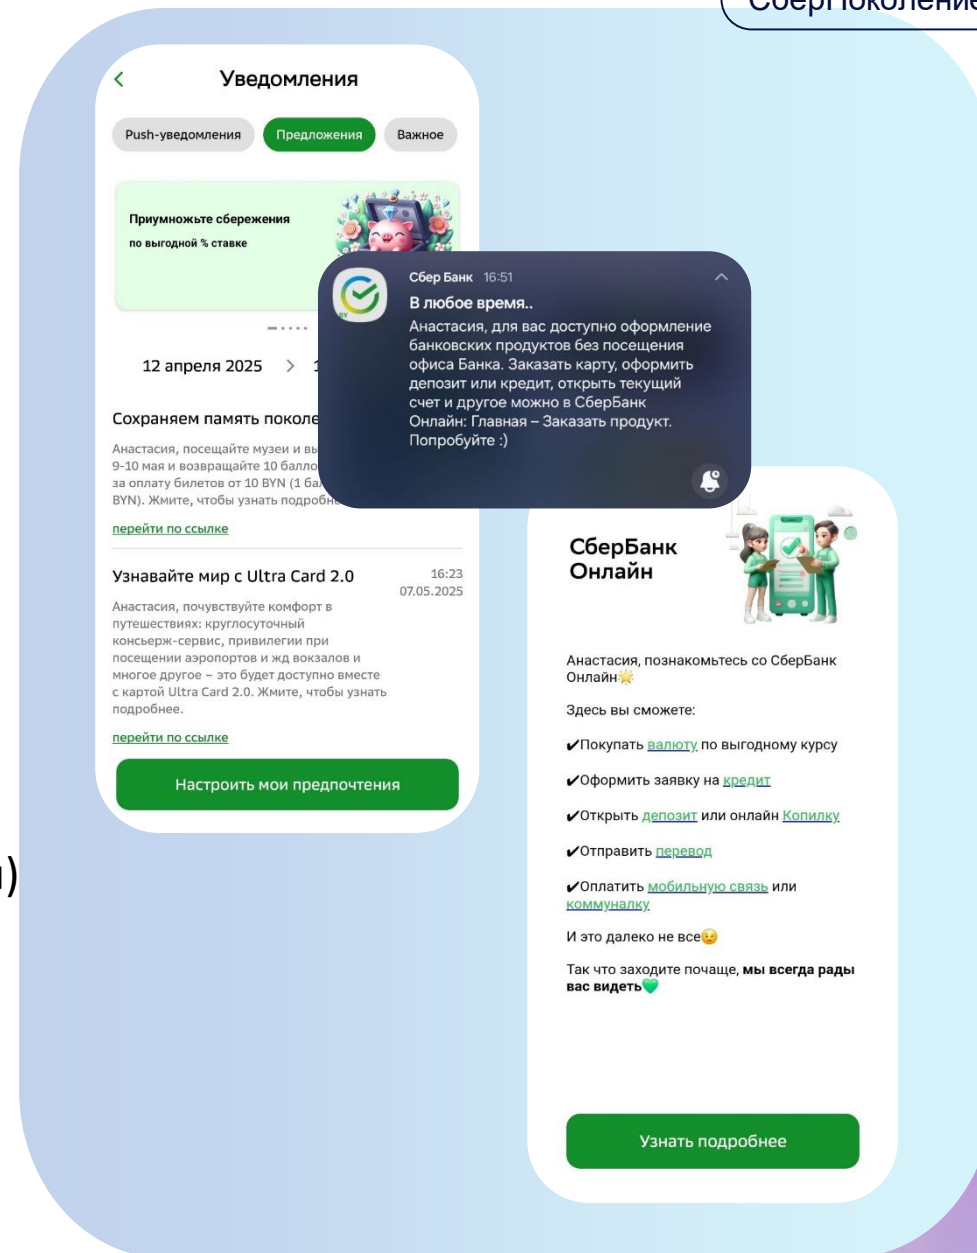 СберПоколение
Уведомления
Push-уведомления
Предложения
Важное
Приумножьте сбережения
по выгодной % ставке
12 апреля 2025 > 1
Сохраняем память поколе
Анастасия, посещайте музеи и вы
9-10 мая и возвращайте 10 балло
за оплату билетов от 10 BYN (1 ба
BYN). Жмите, чтобы узнать подробн
перейти по ссылке
Узнавайте мир с Ultra Card 2.0
16:23
07.05.2025
Анастасия, почувствуйте комфорт в
путешествиях: круглосуточный
консьерж-сервис, привилегии при
посещении аэропортов и жд вокзалов и
многое другое – это будет доступно вместе
с картой Ultra Card 2.0. Жмите, чтобы узнать
подробнее.
перейти по ссылке
Настроить мои предпочтения
BY
Сбер Банк 16:51
В любое время..
Анастасия, для вас доступно оформление
банковских продуктов без посещения
офиса Банка. Заказать карту, оформить
депозит или кредит, открыть текущий
счет и другое можно в СберБанк
Онлайн: Главная – Заказать продукт.
Попробуйте :)
СберБанк
Онлайн
Анастасия, познакомьтесь со СберБанк
Онлайн🌟
Здесь вы сможете:
✔Покупать валюту по выгодному курсу
✔Оформить заявку на кредит
✔Открыть депозит или онлайн Копилку
✔Отправить перевод
✔Оплатить мобильную связь или
коммуналку
И это далеко не все😉
Так что заходите почаще, мы всегда рады
вас видеть💚
Узнать подробнее